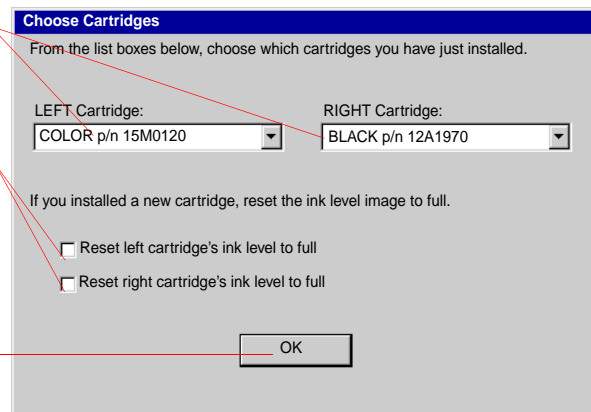 Choose Cartridges
From the list boxes below, choose which cartridges you have just installed.
LEFT Cartridge:
RIGHT Cartridge:
COLOR p/n 15M0120
BLACK p/n 12A1970
If you installed a new cartridge, reset the ink level image to full.
Reset left cartridge's ink level to full
Reset right cartridge's ink level to full
OK